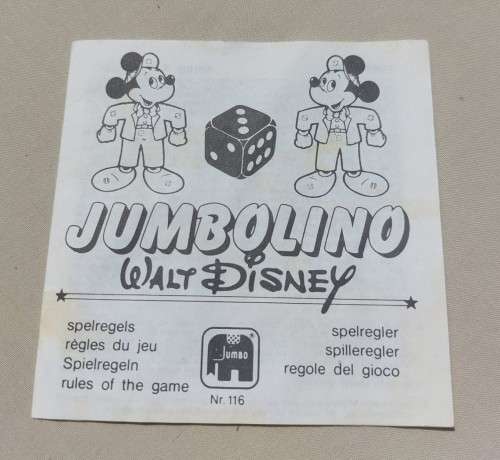 JUMBOLINO
WALT DISNEY
spelregels
règles du jeu
Spielregeln
rules of the game
Jumbo
Nr. 116
spelregler
spilleregler
regole del gioco